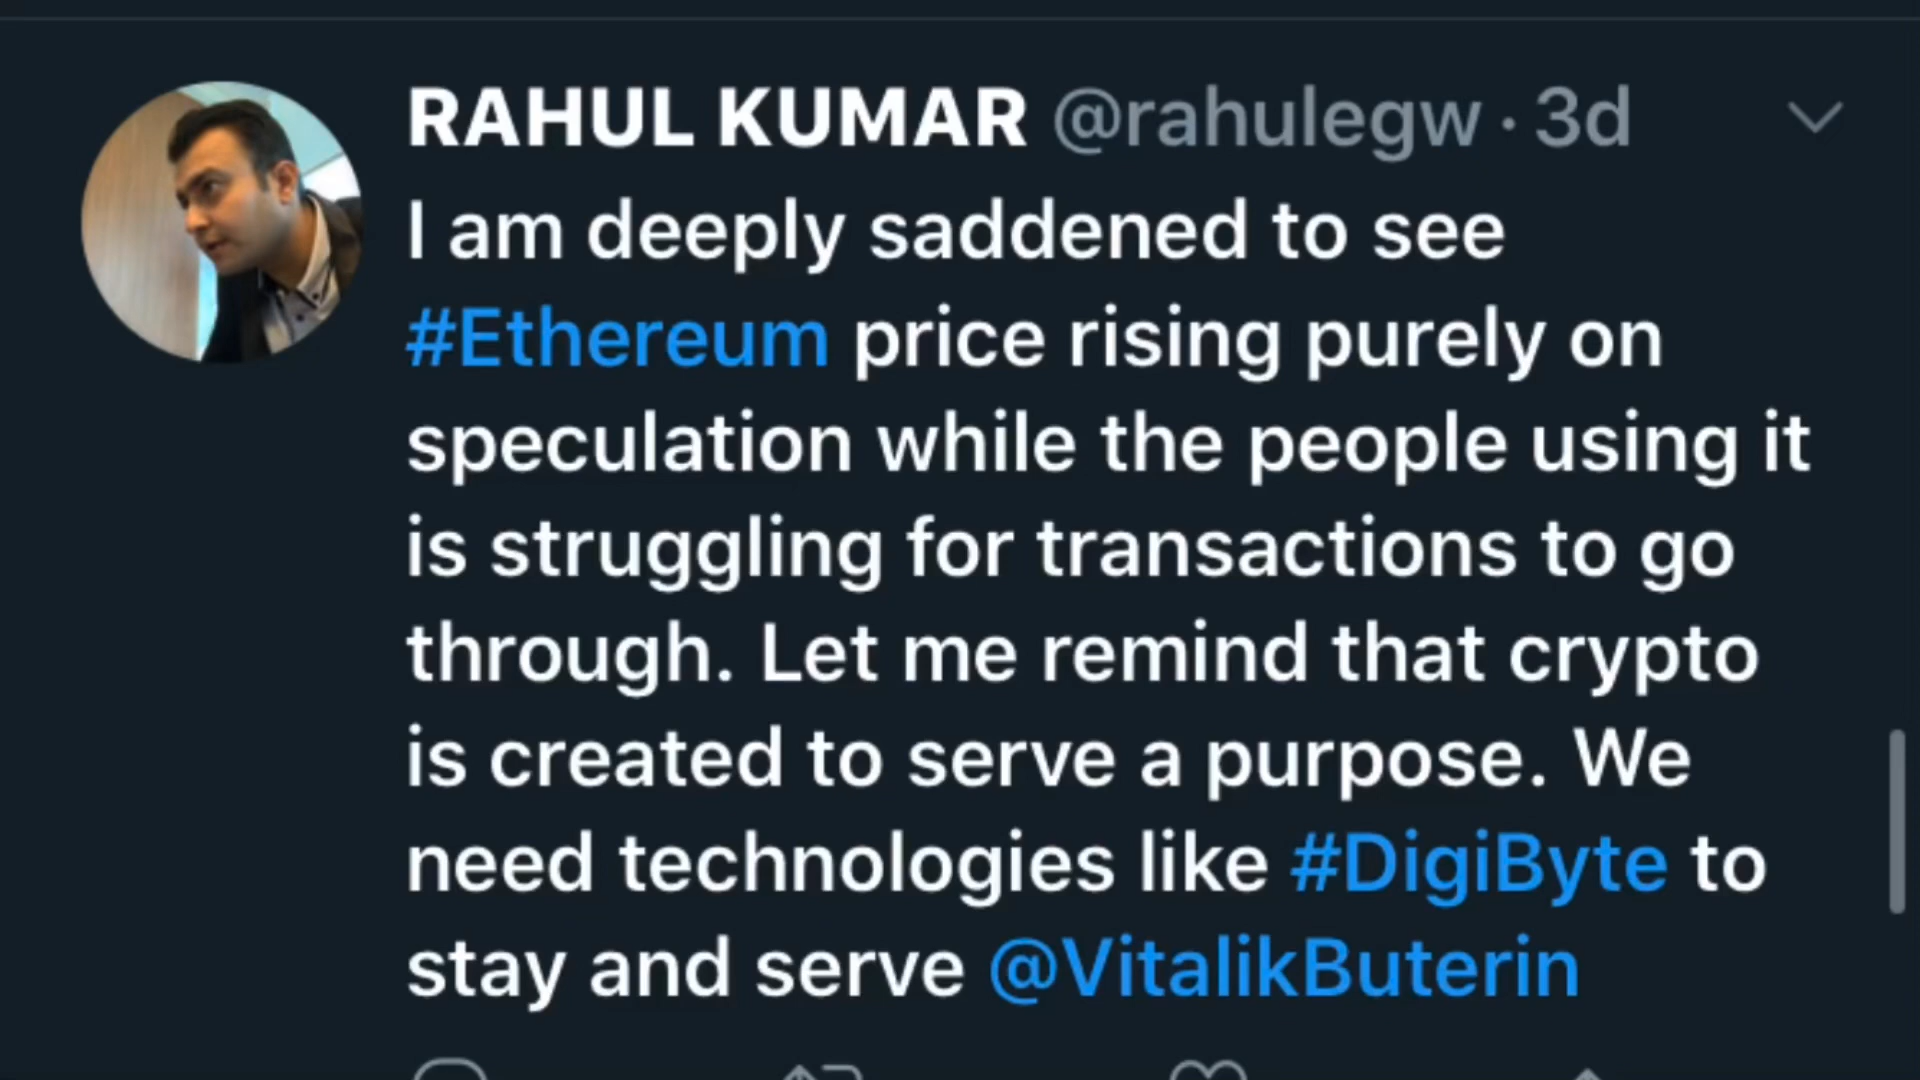 RAHUL KUMAR @rahulegw · 3d
I am deeply saddened to see
#Ethereum price rising purely on
speculation while the people using it
is struggling for transactions to go
through. Let me remind that crypto
is created to serve a purpose. We
need technologies like #DigiByte to
stay and serve @VitalikButerin